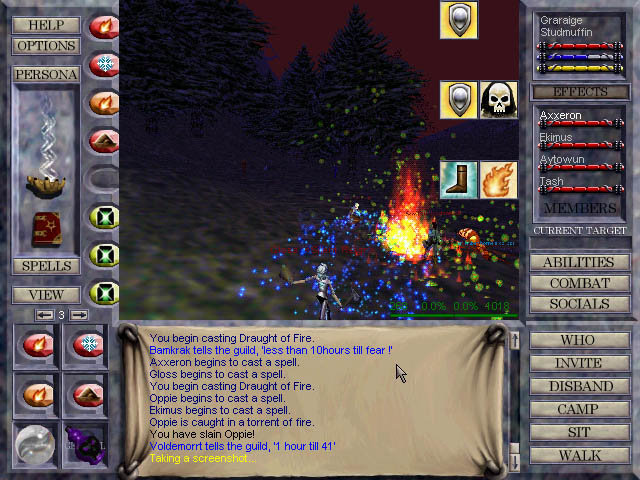 HELP
OPTIONS
PERSONA
SPELLS
VIEW
3
Graraige
Studmuffin
EFFECTS
Axxeron
Ekimus
Aytowun
Tash
MEMBERS
CURRENT TARGET
ABILITIES
COMBAT
SOCIALS
WHO
INVITE
DISBAND
CAMP
SIT
WALK
0.0% 0.0% 4018
You begin casting Draught of Fire.
Bamkrak tells the guild, 'less than 10hours till fear !'
Axxeron begins to cast a spell.
Gloss begins to cast a spell.
You begin casting Draught of Fire.
Oppie begins to cast a spell.
Ekimus begins to cast a spell.
Oppie is caught in a torrent of fire.
You have slain Oppie!
Voldemorrt tells the guild, '1 hour till 41'
Taking a screenshot...